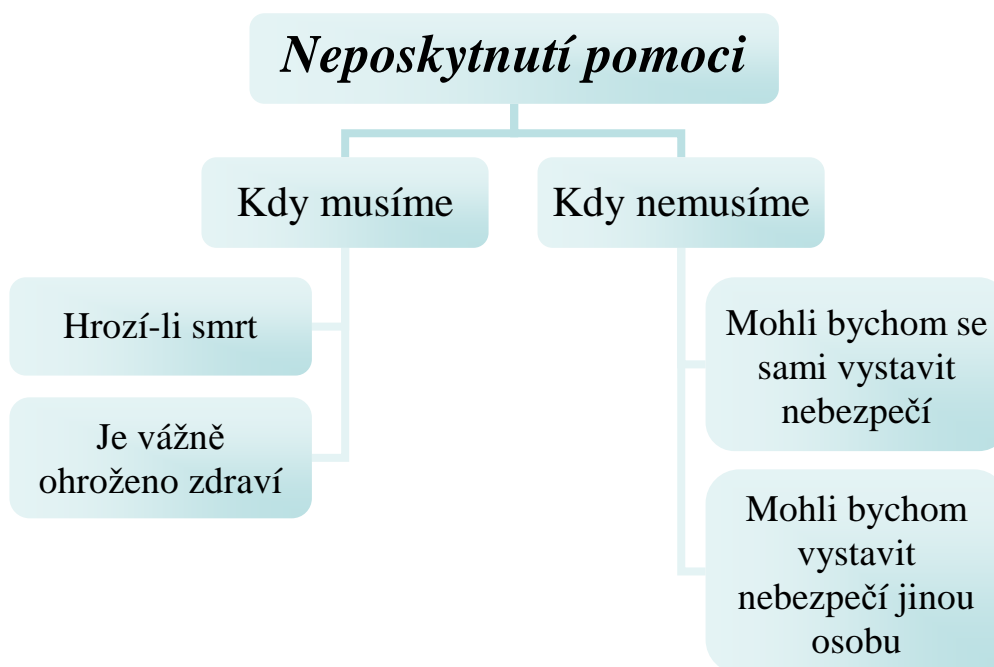 Neposkytnutí pomoci
Kdy musíme
Kdy nemusíme
Hrozí-li smrt
Je vážně
ohroženo zdraví
Mohli bychom se
sami vystavit
nebezpečí
Mohli bychom
vystavit
nebezpečí jinou
osobu